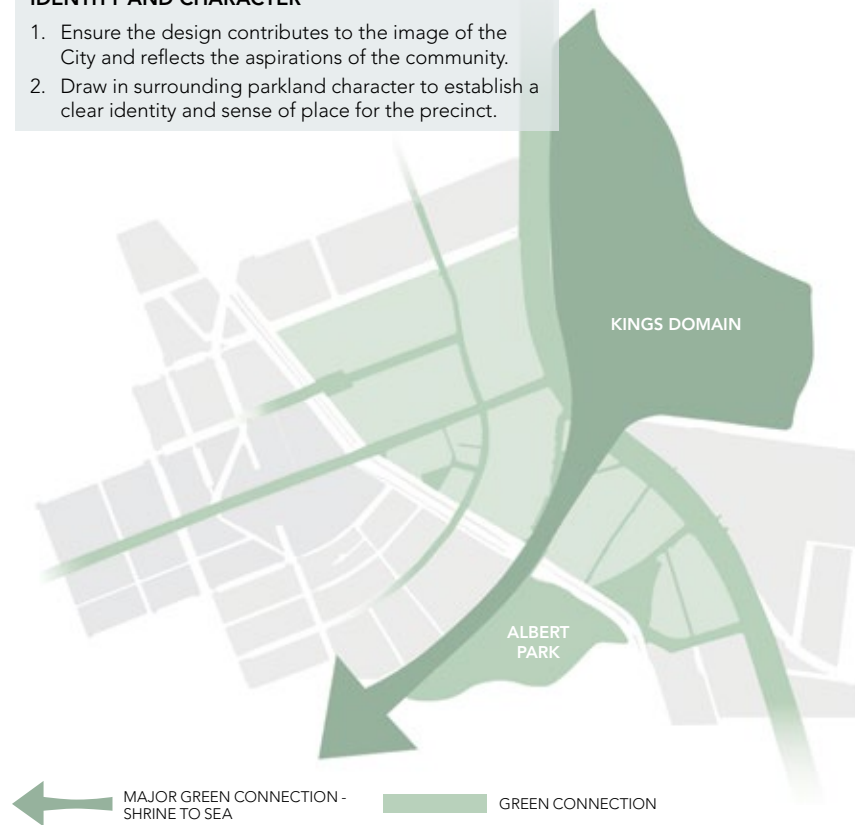 IDENTITY AND CHARACTER
1. Ensure the design contributes to the image of the
City and reflects the aspirations of the community.
2. Draw in surrounding parkland character to establish a
clear identity and sense of place for the precinct.
KINGS DOMAIN
ALBERT
PARK
MAJOR GREEN CONNECTION -
SHRINE TO SEA
GREEN CONNECTION